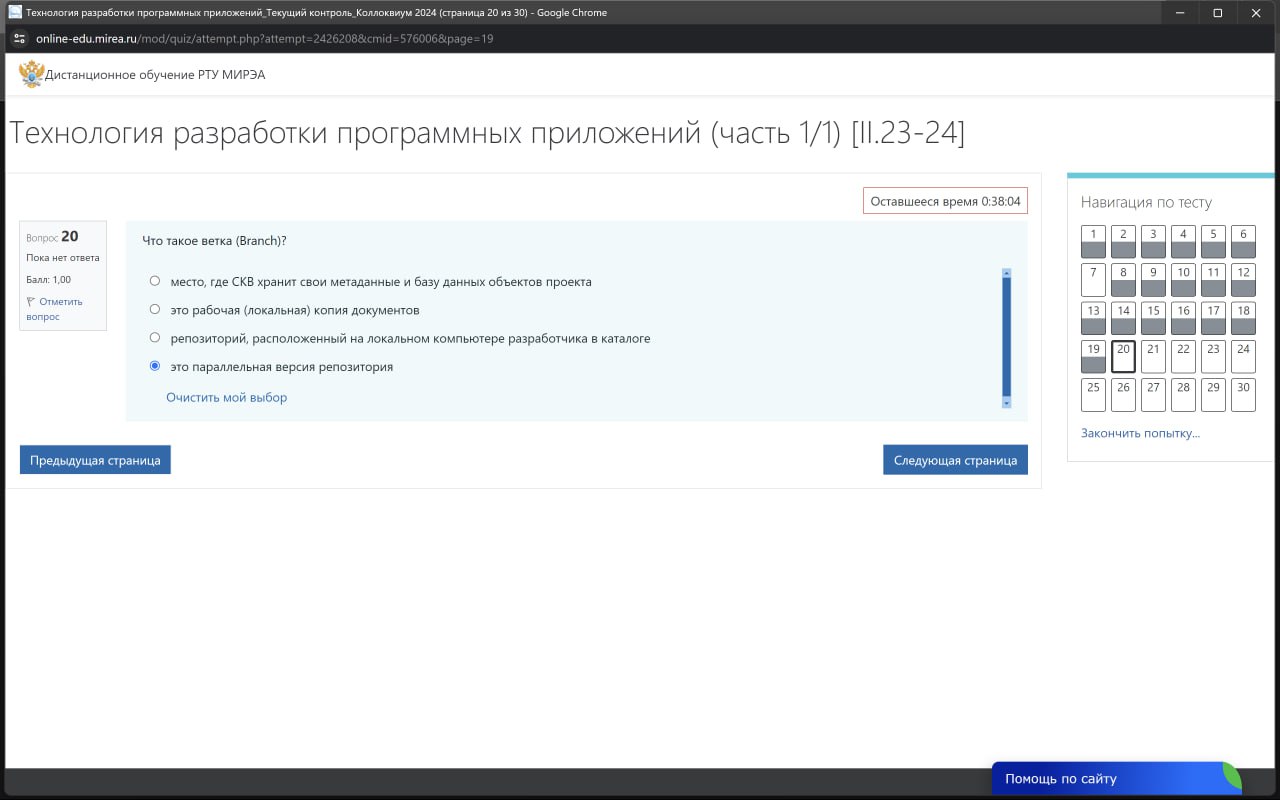 Технология разработки программных приложений_Текущий контроль_Коллоквиум 2024 (страница 20 из 30) - Google Chrome
online-edu.mirea.ru/mod/quiz/attempt.php?attempt=2426208&cmid=576006&page=19
Дистанционное обучение РТУ МИРЭА
Технология разработки программных приложений (часть 1/1) [II.23-24]
Оставшееся время 0:38:04
Вопрос 20
Пока нет ответа
Балл: 1,00
Отметить
вопрос
Что такое ветка (Branch)?
место, где СКВ хранит свои метаданные и базу данных объектов проекта
это рабочая (локальная) копия документов
репозиторий, расположенный на локальном компьютере разработчика в каталоге
это параллельная версия репозитория
Очистить мой выбор
Предыдущая страница
Следующая страница
Навигация по тесту
1 2 3 4 5 6
7 8 9 10 11 12
13 14 15 16 17 18
19 20 21 22 23 24
25 26 27 28 29 30
Закончить попытку...
Помощь по сайту